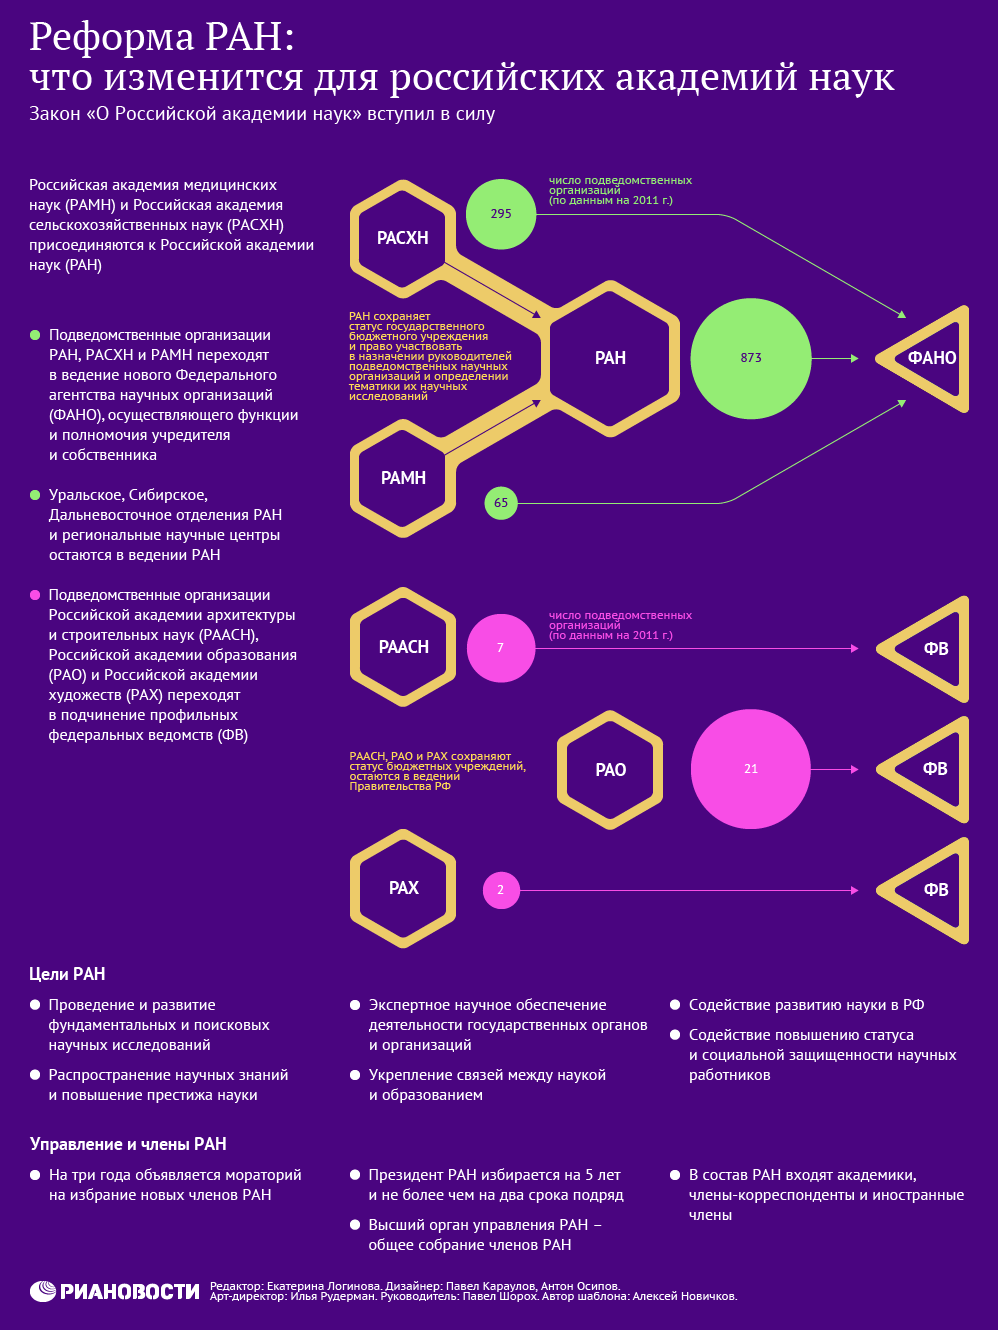 Реформа РАН:
что изменится для российских академий наук
Закон «О Российской академии наук» вступил в силу
Российская академия медицинских
наук (РАМН) и Российская академия
сельскохозяйственных наук (РАСХН)
присоединяются к Российской академии
наук (РАН)
Подведомственные организации
РАН, РАСХН и РАМН переходят
в ведение нового Федерального
агентства научных организаций
(ФАНО), осуществляющего функции
и полномочия учредителя
и собственника
Уральское, Сибирское,
Дальневосточное отделения РАН
и региональные научные центры
остаются в ведении РАН
Подведомственные организации
Российской академии архитектуры
и строительных наук (РААСН),
Российской академии образования
(РАО) и Российской академии
художеств (РАХ) переходят
в подчинение профильных
федеральных ведомств (ФВ)
РАСХН
295
число подведомственных
организаций
(по данным на 2011 г.)
РАН сохраняет
статус государственного
бюджетного учреждения
и право участвовать
в назначении руководителей
подведомственных научных
организаций и определении
тематики их научных
исследований
РАН
873
ФАНО
РАМН
65
РААСН
7
число подведомственных
организаций
(по данным на 2011 г.)
ФВ
РААСН, РАО и РАХ сохраняют
статус бюджетных учреждений,
остаются в ведении
Правительства РФ
РАО
21
ФВ
РАХ
2
ФВ
Цели РАН
Проведение и развитие
фундаментальных и поисковых
научных исследований
Распространение научных знаний
и повышение престижа науки
Экспертное научное обеспечение
деятельности государственных органов
и организаций
Укрепление связей между наукой
и образованием
Содействие развитию науки в РФ
Содействие повышению статуса
и социальной защищенности научных
работников
Управление и члены РАН
На три года объявляется мораторий
на избрание новых членов РАН
Президент РАН избирается на 5 лет
и не более чем на два срока подряд
Высший орган управления РАН –
общее собрание членов РАН
В состав РАН входят академики,
члены-корреспонденты и иностранные
члены
РИАНОВОСТИ
Редактор: Екатерина Логинова. Дизайнер: Павел Караулов, Антон Осипов.
Арт-директор: Илья Рудерман. Руководитель: Павел Шорох. Автор шаблона: Алексей Новичков.